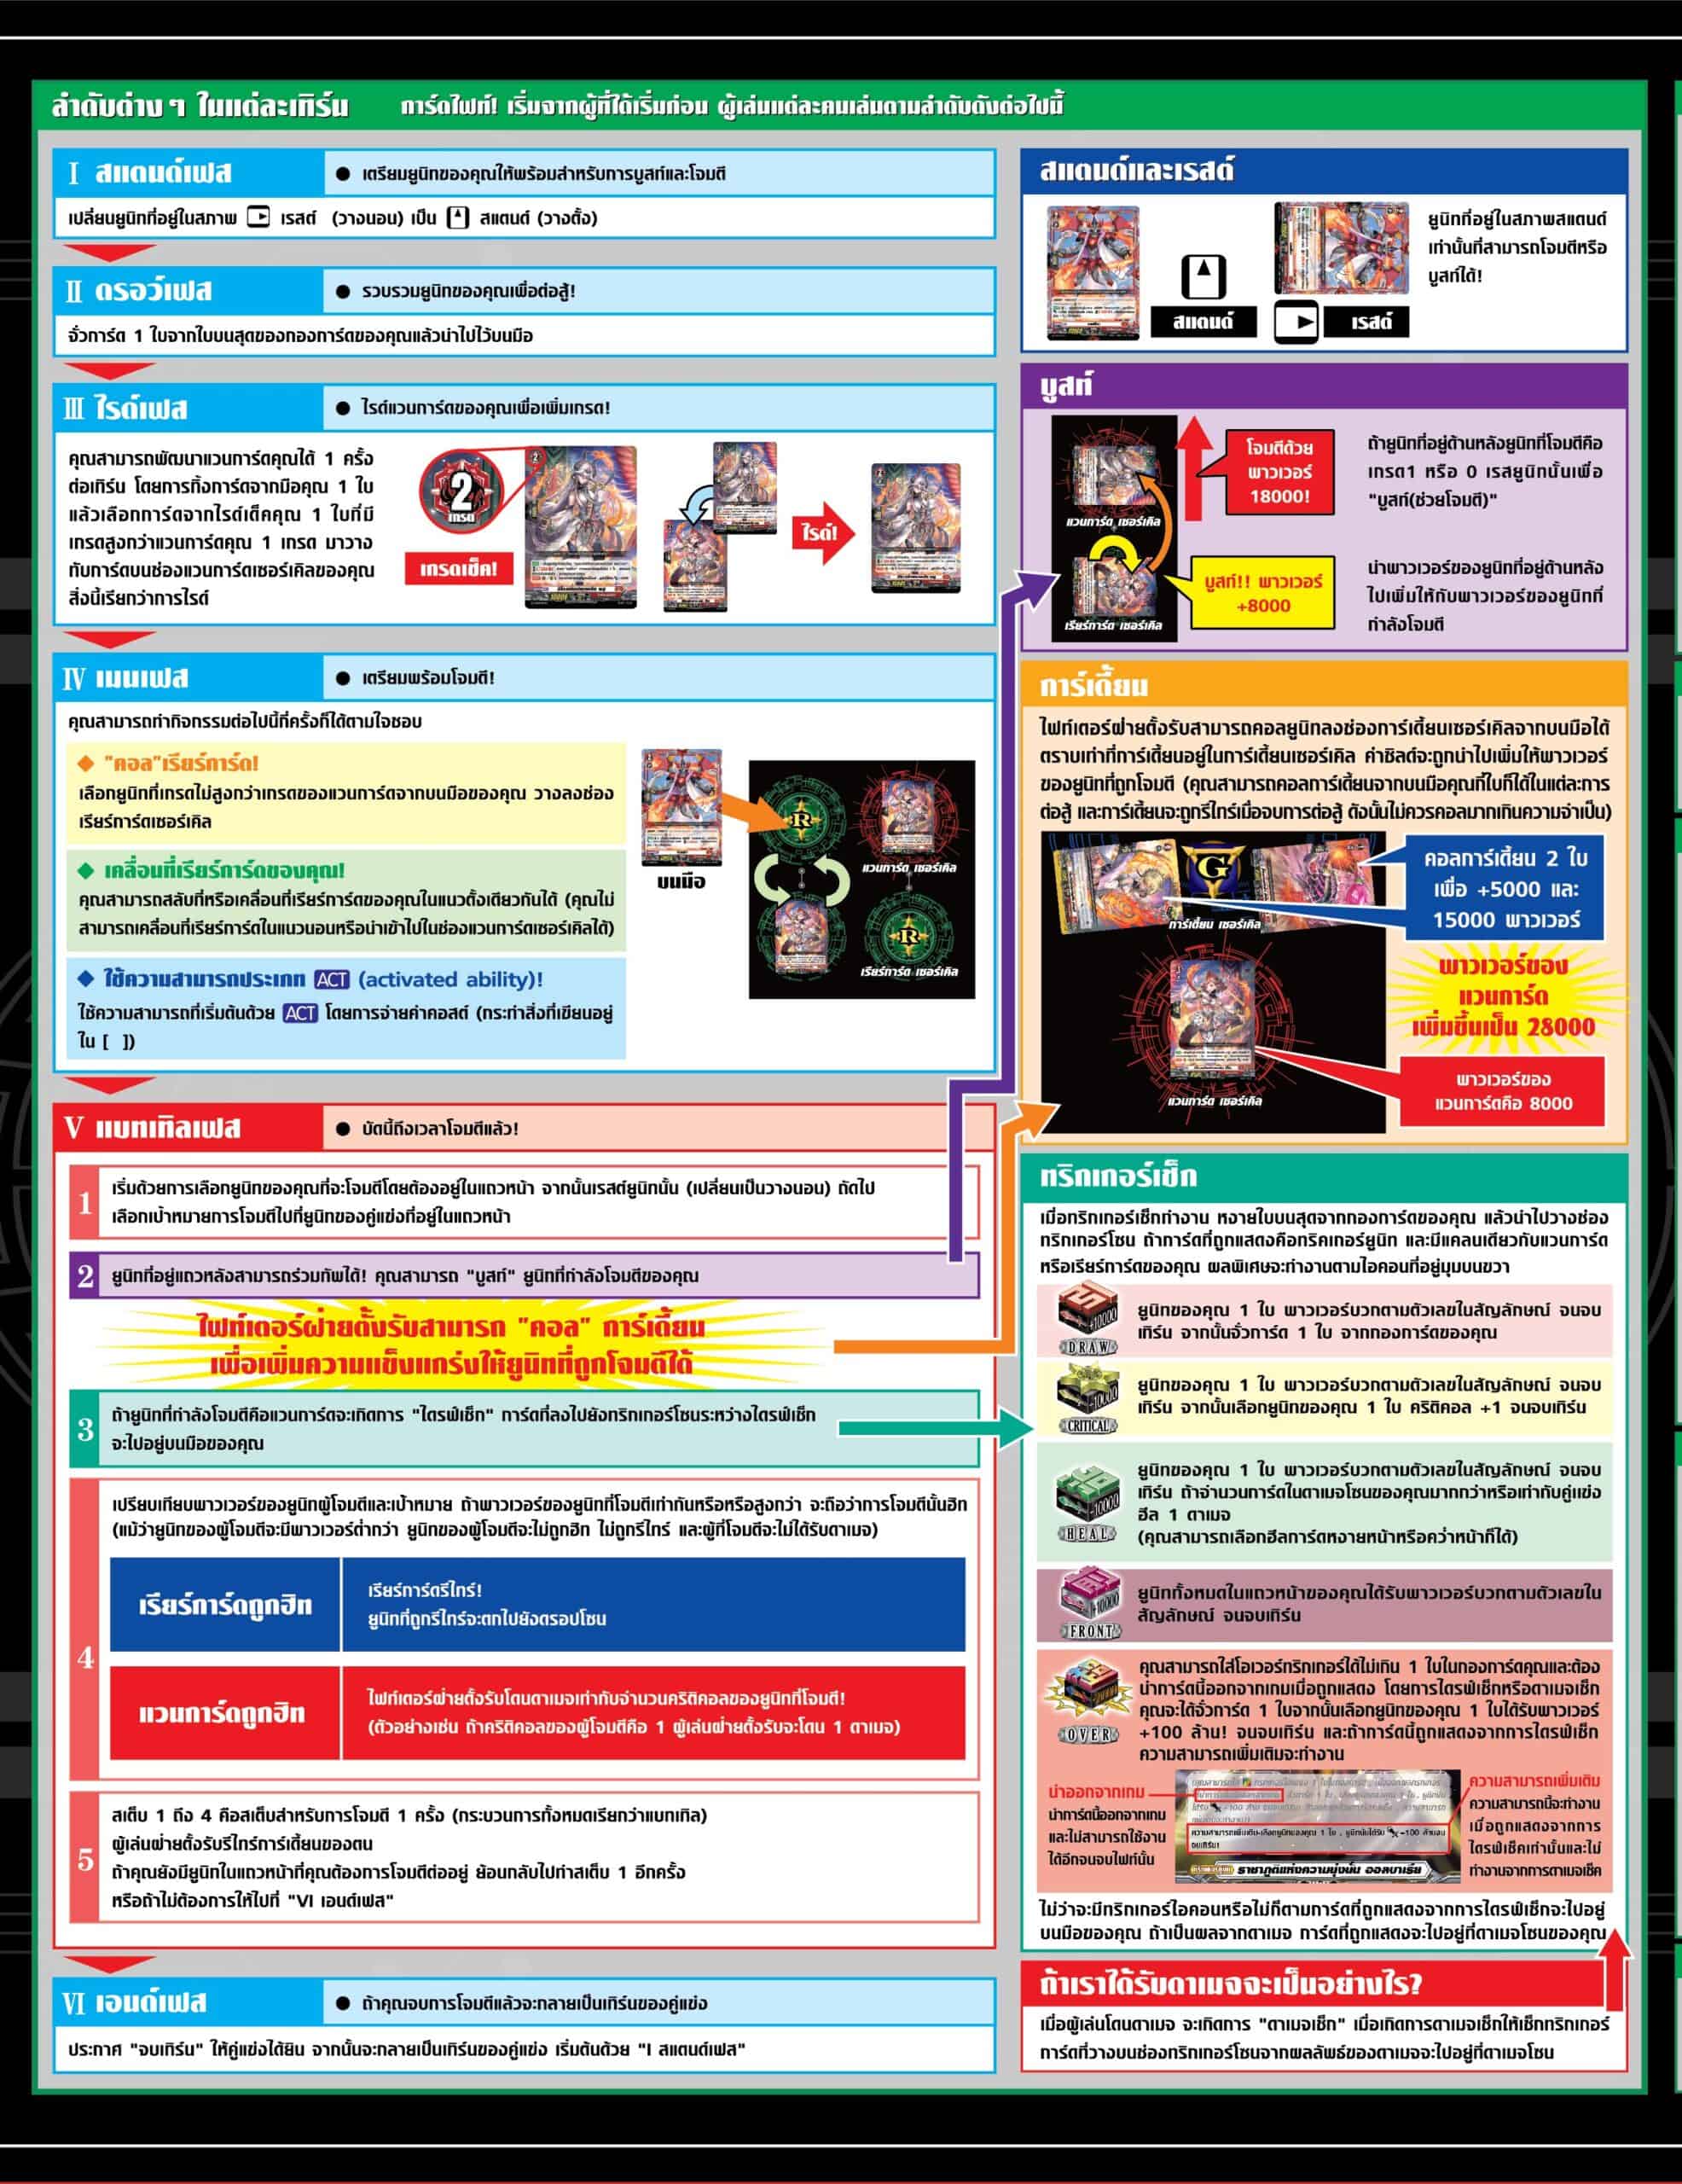 ลำดับต่าง ๆ ในแต่ละเทิร์น
การ์ดไฟท์! เริ่มจากผู้ที่ได้เริ่มก่อน ผู้เล่นแต่ละคนเล่นตามลำดับดังต่อไปนี้
I สแตนด์เฟส
● เตรียมยูนิทของคุณให้พร้อมสำหรับการบูสท์และโจมตี
เปลี่ยนยูนิทที่อยู่ในสภาพ เรสต์ (วางนอน) เป็น สแตนด์ (วางตั้ง)
II ดรอว์เฟส
● รวบรวมยูนิทของคุณเพื่อต่อสู้!
จั่วการ์ด 1 ใบจากใบบนสุดของกองการ์ดของคุณแล้วนำไปไว้บนมือ
III ไรด์เฟส
● ไรด์แวนการ์ดของคุณเพื่อเพิ่มเกรด!
คุณสามารถพัฒนาแวนการ์ดคุณได้ 1 ครั้ง
ต่อเทิร์น โดยการทิ้งการ์ดจากมือคุณ 1 ใบ
แล้วเลือกการ์ดจากไรด์เด็คคุณ 1 ใบที่มี
เกรดสูงกว่าแวนการ์ดคุณ 1 เกรด มาวาง
ทับการ์ดบนช่องแวนการ์ดเซอร์เคิลของคุณ
สิ่งนี้เรียกว่าการไรด์
2
เกรด
เกรดเช็ค!
ไรด์!
IV เมนเฟส
● เตรียมพร้อมโจมตี!
คุณสามารถทำกิจกรรมต่อไปนี้กี่ครั้งก็ได้ตามใจชอบ
◆ "คอล"เรียร์การ์ด!
เลือกยูนิทที่เกรดไม่สูงกว่าเกรดของแวนการ์ดจากบนมือของคุณ วางลงช่อง
เรียร์การ์ดเซอร์เคิล
◆ เคลื่อนที่เรียร์การ์ดของคุณ!
คุณสามารถสลับที่หรือเคลื่อนที่เรียร์การ์ดของคุณในแนวตั้งเดียวกันได้ (คุณไม่
สามารถเคลื่อนที่เรียร์การ์ดในแนวนอนหรือนำเข้าไปในช่องแวนการ์ดเซอร์เคิลได้)
◆ ใช้ความสามารถประเภท ACT (activated ability)!
ใช้ความสามารถที่เริ่มต้นด้วย ACT โดยการจ่ายค่าคอสต์ (กระทำสิ่งที่เขียนอยู่
ใน [ ])
บนมือ
R
แวนการ์ด เซอร์เคิล
R
เรียร์การ์ด เซอร์เคิล
V แบทเทิลเฟส
● บัดนี้ถึงเวลาโจมตีแล้ว!
1
เริ่มด้วยการเลือกยูนิทของคุณที่จะโจมตีโดยต้องอยู่ในแถวหน้า จากนั้นเรสต์ยูนิทนั้น (เปลี่ยนเป็นวางนอน) ถัดไป
เลือกเป้าหมายการโจมตีไปที่ยูนิทของคู่แข่งที่อยู่ในแถวหน้า
2
ยูนิทที่อยู่แถวหลังสามารถร่วมทัพได้! คุณสามารถ "บูสท์" ยูนิทที่กำลังโจมตีของคุณ
ไฟท์เตอร์ฝ่ายตั้งรับสามารถ "คอล" การ์เดี้ยน
เพื่อเพิ่มความแข็งแกร่งให้ยูนิทที่ถูกโจมตีได้
3
ถ้ายูนิทที่กำลังโจมตีคือแวนการ์ดจะเกิดการ "ไดรฟ์เช็ก" การ์ดที่ลงไปยังทริกเกอร์โซนระหว่างไดรฟ์เช็ก
จะไปอยู่บนมือของคุณ
4
เปรียบเทียบพาวเวอร์ของยูนิทผู้โจมตีและเป้าหมาย ถ้าพาวเวอร์ของยูนิทที่โจมตีเท่ากันหรือหรือสูงกว่า จะถือว่าการโจมตีนั้นฮิท
(แม้ว่ายูนิทของผู้โจมตีจะมีพาวเวอร์ต่ำกว่า ยูนิทของผู้โจมตีจะไม่ถูกฮิท ไม่ถูกรีไทร์ และผู้ที่โจมตีจะไม่ได้รับดาเมจ)
เรียร์การ์ดถูกฮิท
เรียร์การ์ดรีไทร์!
ยูนิทที่ถูกรีไทร์จะตกไปยังดรอปโซน
แวนการ์ดถูกฮิท
ไฟท์เตอร์ฝ่ายตั้งรับโดนดาเมจเท่ากับจำนวนคริติคอลของยูนิทที่โจมตี!
(ตัวอย่างเช่น ถ้าคริติคอลของผู้โจมตีคือ 1 ผู้เล่นฝ่ายตั้งรับจะโดน 1 ดาเมจ)
5
สเต็บ 1 ถึง 4 คือสเต็บสำหรับการโจมตี 1 ครั้ง (กระบวนการทั้งหมดเรียกว่าแบทเทิล)
ผู้เล่นฝ่ายตั้งรับรีไทร์การ์เดี้ยนของตน
ถ้าคุณยังมียูนิทในแถวหน้าที่คุณต้องการโจมตีต่ออยู่ ย้อนกลับไปทำสเต็บ 1 อีกครั้ง
หรือถ้าไม่ต้องการให้ไปที่ "VI เอนด์เฟส"
VI เอนด์เฟส
● ถ้าคุณจบการโจมตีแล้วจะกลายเป็นเทิร์นของคู่แข่ง
ประกาศ "จบเทิร์น" ให้คู่แข่งได้ยิน จากนั้นจะกลายเป็นเทิร์นของคู่แข่ง เริ่มต้นด้วย "I สแตนด์เฟส"
สแตนด์และเรสต์
สแตนด์
เรสต์
ยูนิทที่อยู่ในสภาพสแตนด์
เท่านั้นที่สามารถโจมตีหรือ
บูสท์ได้!
บูสท์
แวนการ์ด เซอร์เคิล
เรียร์การ์ด เซอร์เคิล
โจมตีด้วย
พาวเวอร์
18000!
บูสท์!! พาวเวอร์
+8000
ถ้ายูนิทที่อยู่ด้านหลังยูนิทที่โจมตีคือ
เกรด1 หรือ 0 เรสยูนิทนั้นเพื่อ
"บูสท์(ช่วยโจมตี)"
นำพาวเวอร์ของยูนิทที่อยู่ด้านหลัง
ไปเพิ่มให้กับพาวเวอร์ของยูนิทที่
กำลังโจมตี
การ์เดี้ยน
ไฟท์เตอร์ฝ่ายตั้งรับสามารถคอลยูนิทลงช่องการ์เดี้ยนเซอร์เคิลจากบนมือได้
ตราบเท่าที่การ์เดี้ยนอยู่ในการ์เดี้ยนเซอร์เคิล ค่าชิลด์จะถูกนำไปเพิ่มให้พาวเวอร์
ของยูนิทที่ถูกโจมตี (คุณสามารถคอลการ์เดี้ยนจากบนมือคุณกี่ใบก็ได้ในแต่ละการ
ต่อสู้ และการ์เดี้ยนจะถูกรีไทร์เมื่อจบการต่อสู้ ดังนั้นไม่ควรคอลมากเกินความจำเป็น)
G
การ์เดี้ยน เซอร์เคิล
แวนการ์ด เซอร์เคิล
คอลการ์เดี้ยน 2 ใบ
เพื่อ +5000 และ
15000 พาวเวอร์
พาวเวอร์ของ
แวนการ์ด
เพิ่มขึ้นเป็น 28000
พาวเวอร์ของ
แวนการ์ดคือ 8000
ทริกเกอร์เช็ก
เมื่อทริกเกอร์เช็กทำงาน หงายใบบนสุดจากกองการ์ดของคุณ แล้วนำไปวางช่อง
ทริกเกอร์โซน ถ้าการ์ดที่ถูกแสดงคือทริคเกอร์ยูนิท และมีแคลนเดียวกับแวนการ์ด
หรือเรียร์การ์ดของคุณ ผลพิเศษจะทำงานตามไอคอนที่อยู่มุมบนขวา
+10000
DRAW
ยูนิทของคุณ 1 ใบ พาวเวอร์บวกตามตัวเลขในสัญลักษณ์ จนจบ
เทิร์น จากนั้นจั่วการ์ด 1 ใบ จากกองการ์ดของคุณ
+10000
CRITICAL
ยูนิทของคุณ 1 ใบ พาวเวอร์บวกตามตัวเลขในสัญลักษณ์ จนจบ
เทิร์น จากนั้นเลือกยูนิทของคุณ 1 ใบ คริติคอล +1 จนจบเทิร์น
+10000
HEAL
ยูนิทของคุณ 1 ใบ พาวเวอร์บวกตามตัวเลขในสัญลักษณ์ จนจบ
เทิร์น ถ้าจำนวนการ์ดในดาเมจโซนของคุณมากกว่าหรือเท่ากับคู่แข่ง
ฮีล 1 ดาเมจ
(คุณสามารถเลือกฮีลการ์ดหงายหน้าหรือคว่ำหน้าก็ได้)
+10000
FRONT
ยูนิททั้งหมดในแถวหน้าของคุณได้รับพาวเวอร์บวกตามตัวเลขใน
สัญลักษณ์ จนจบเทิร์น
OVER
คุณสามารถใส่โอเวอร์ทริกเกอร์ได้ไม่เกิน 1 ใบในกองการ์ดคุณและต้อง
นำการ์ดนี้ออกจากเกมเมื่อถูกแสดง โดยการไดรฟ์เช็กหรือดาเมจเช็ก
คุณจะได้จั่วการ์ด 1 ใบจากนั้นเลือกยูนิทของคุณ 1 ใบได้รับพาวเวอร์
+100 ล้าน! จนจบเทิร์น และถ้าการ์ดนี้ถูกแสดงจากการไดรฟ์เช็ก
ความสามารถเพิ่มเติมจะทำงาน
นำออกจากเกม
นำการ์ดนี้ออกจากเกม
และไม่สามารถใช้งาน
ได้อีกจนจบไฟท์นั้น
ความสามารถเพิ่มเติม-เลือกยูนิทของคุณ 1 ใบ, ยูนิทนั้นได้รับ +100 ล้านจน
จบเทิร์น!
ราชาภูติแห่งความมุ่งมั่น ออลบาเรีย
ความสามารถเพิ่มเติม
ความสามารถนี้จะทำงาน
เมื่อถูกแสดงจากการ
ไดรฟ์เช็คเท่านั้นและไม่
ทำงานจากการดาเมจเช็ค
ไม่ว่าจะมีทริกเกอร์ไอคอนหรือไม่ก็ตามการ์ดที่ถูกแสดงจากการไดรฟ์เช็กจะไปอยู่
บนมือของคุณ ถ้าเป็นผลจากดาเมจ การ์ดที่ถูกแสดงจะไปอยู่ที่ดาเมจโซนของคุณ
ถ้าเราได้รับดาเมจจะเป็นอย่างไร?
เมื่อผู้เล่นโดนดาเมจ จะเกิดการ "ดาเมจเช็ก" เมื่อเกิดการดาเมจเช็กให้เช็กทริกเกอร์
การ์ดที่วางบนช่องทริกเกอร์โซนจากผลลัพธ์ของดาเมจจะไปอยู่ที่ดาเมจโซน